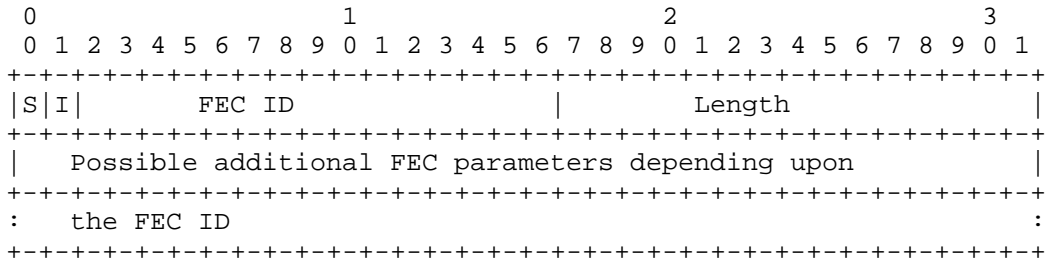 0                   1                   2                   3
 0 1 2 3 4 5 6 7 8 9 0 1 2 3 4 5 6 7 8 9 0 1 2 3 4 5 6 7 8 9 0 1
+-+-+-+-+-+-+-+-+-+-+-+-+-+-+-+-+-+-+-+-+-+-+-+-+-+-+-+-+-+-+-+-+
|S|I|       FEC ID                |        Length               |
+-+-+-+-+-+-+-+-+-+-+-+-+-+-+-+-+-+-+-+-+-+-+-+-+-+-+-+-+-+-+-+-+
|   Possible additional FEC parameters depending upon           |
+-+-+-+-+-+-+-+-+-+-+-+-+-+-+-+-+-+-+-+-+-+-+-+-+-+-+-+-+-+-+-+-+
:   the FEC ID                                                  :
+-+-+-+-+-+-+-+-+-+-+-+-+-+-+-+-+-+-+-+-+-+-+-+-+-+-+-+-+-+-+-+-+